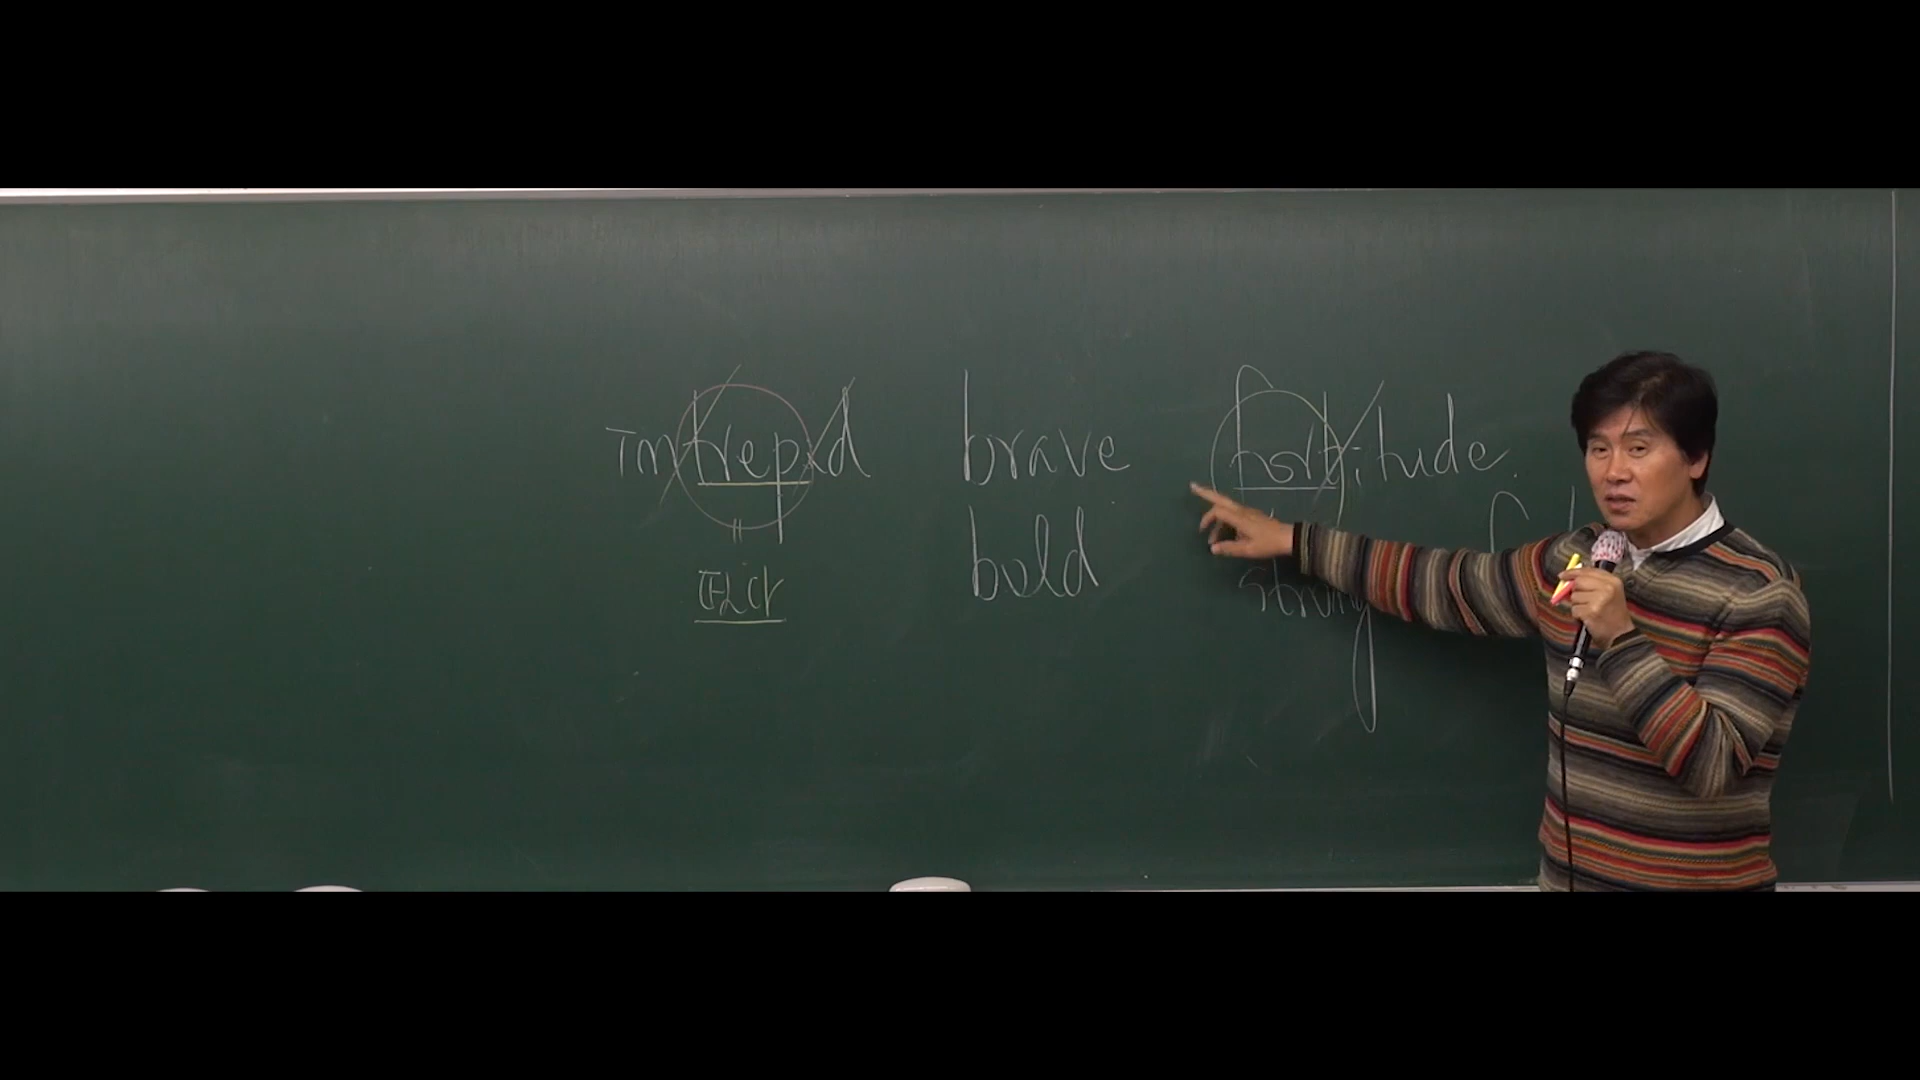 intrepid brave fortitude.
떨다 bold strong